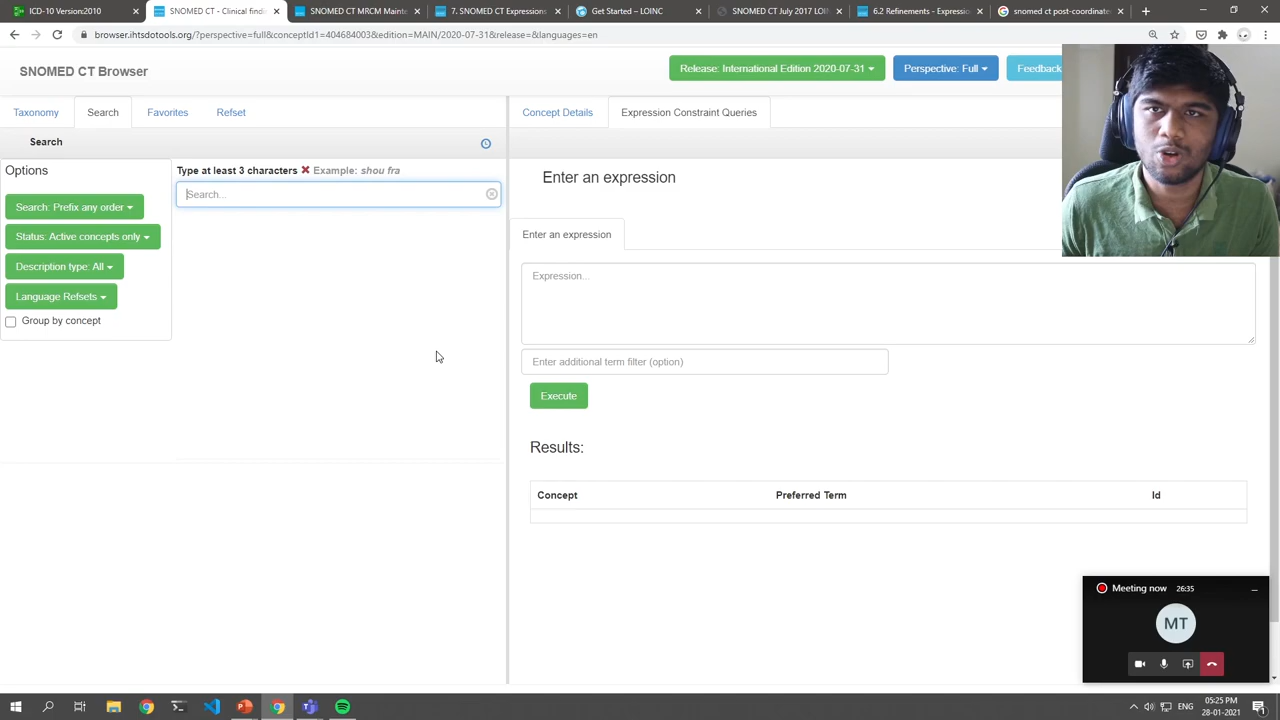 ICD-10 Version:2010
SNOMED CT - Clinical find
SNOMED CT MRCM Mainte
7. SNOMED CT Expressions
Get Started – LOINC
SNOMED CT July 2017 LOIN
6.2 Refinements - Expressi
snomed ct parts - Google
browser.ihtsdotools.org/?perspective=full&conceptId1=404684003&edition=MAIN/2020-07-31&release=&languages=en
SNOMED CT Browser
Release: International Edition 2020-07-31
Perspective: Full
Feedback
Taxonomy
Search
Favorites
Refset
Concept Details
Expression Constraint Queries
Search
Options
Type at least 3 characters
Example: shou fra
Search...
Search: Prefix any order
Status: Active concepts only
Description type: All
Language Refsets
Group by concept
Enter an expression
Enter an expression
Expression...
Enter additional term filter (option)
Execute
Results:
Concept
Preferred Term
Id
Meeting now
26:35
MT
ENG
05:25 PM
28-01-2021
1